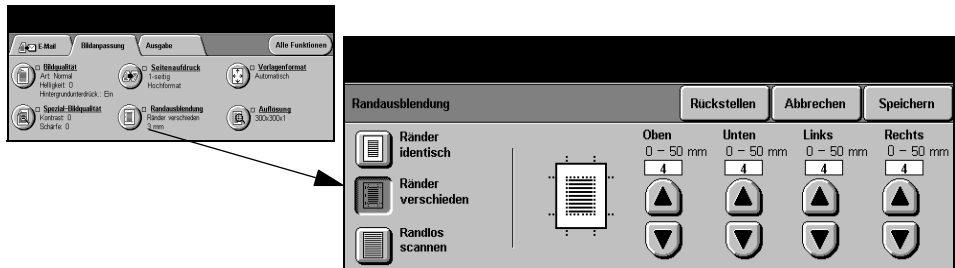 E-Mail Bildanpassung Ausgabe Alle Funktionen
Bildqualität
Art: Normal
Helligkeit: 0
Hintergrundunterdrück.: Ein
Seitenaufdruck
1-seitig
Hochformat
Vorlagenformat
Automatisch
Spezial-Bildqualität
Kontrast: 0
Schärfe: 0
Randausblendung
Ränder verschieden
3 mm
Auflösung
300x300x1
Randausblendung Rückstellen Abbrechen Speichern
Ränder
identisch
Ränder
verschieden
Randlos
scannen
Oben Unten Links Rechts
0 – 50 mm 0 – 50 mm 0 – 50 mm 0 – 50 mm
4 4 4 4